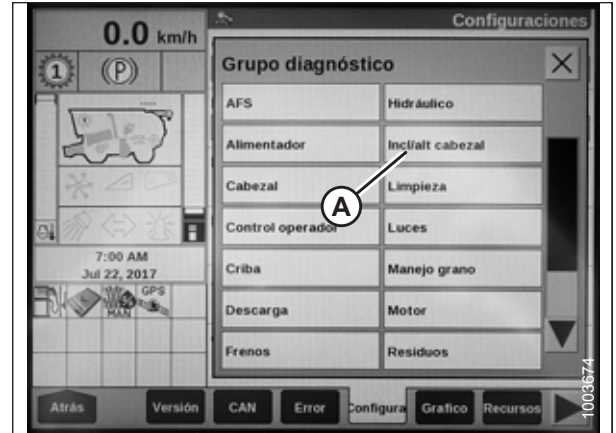 Configuraciones
0.0 km/h
1 (P)
Grupo diagnóstico
AFS
Hidráulico
Alimentador
Incl/alt cabezal
Cabezal
Limpieza
A
Control operador
Luces
Criba
Manejo grano
Descarga
Motor
Frenos
Residuos
7:00 AM
Jul 22, 2017
GPS
MAN
Atrás
Versión
CAN
Error
Configura
Grafico
Recursos
1003674